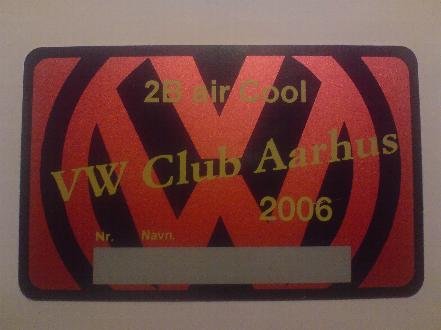 2B air Cool
VW Club Aarhus
2006
Nr. Navn.